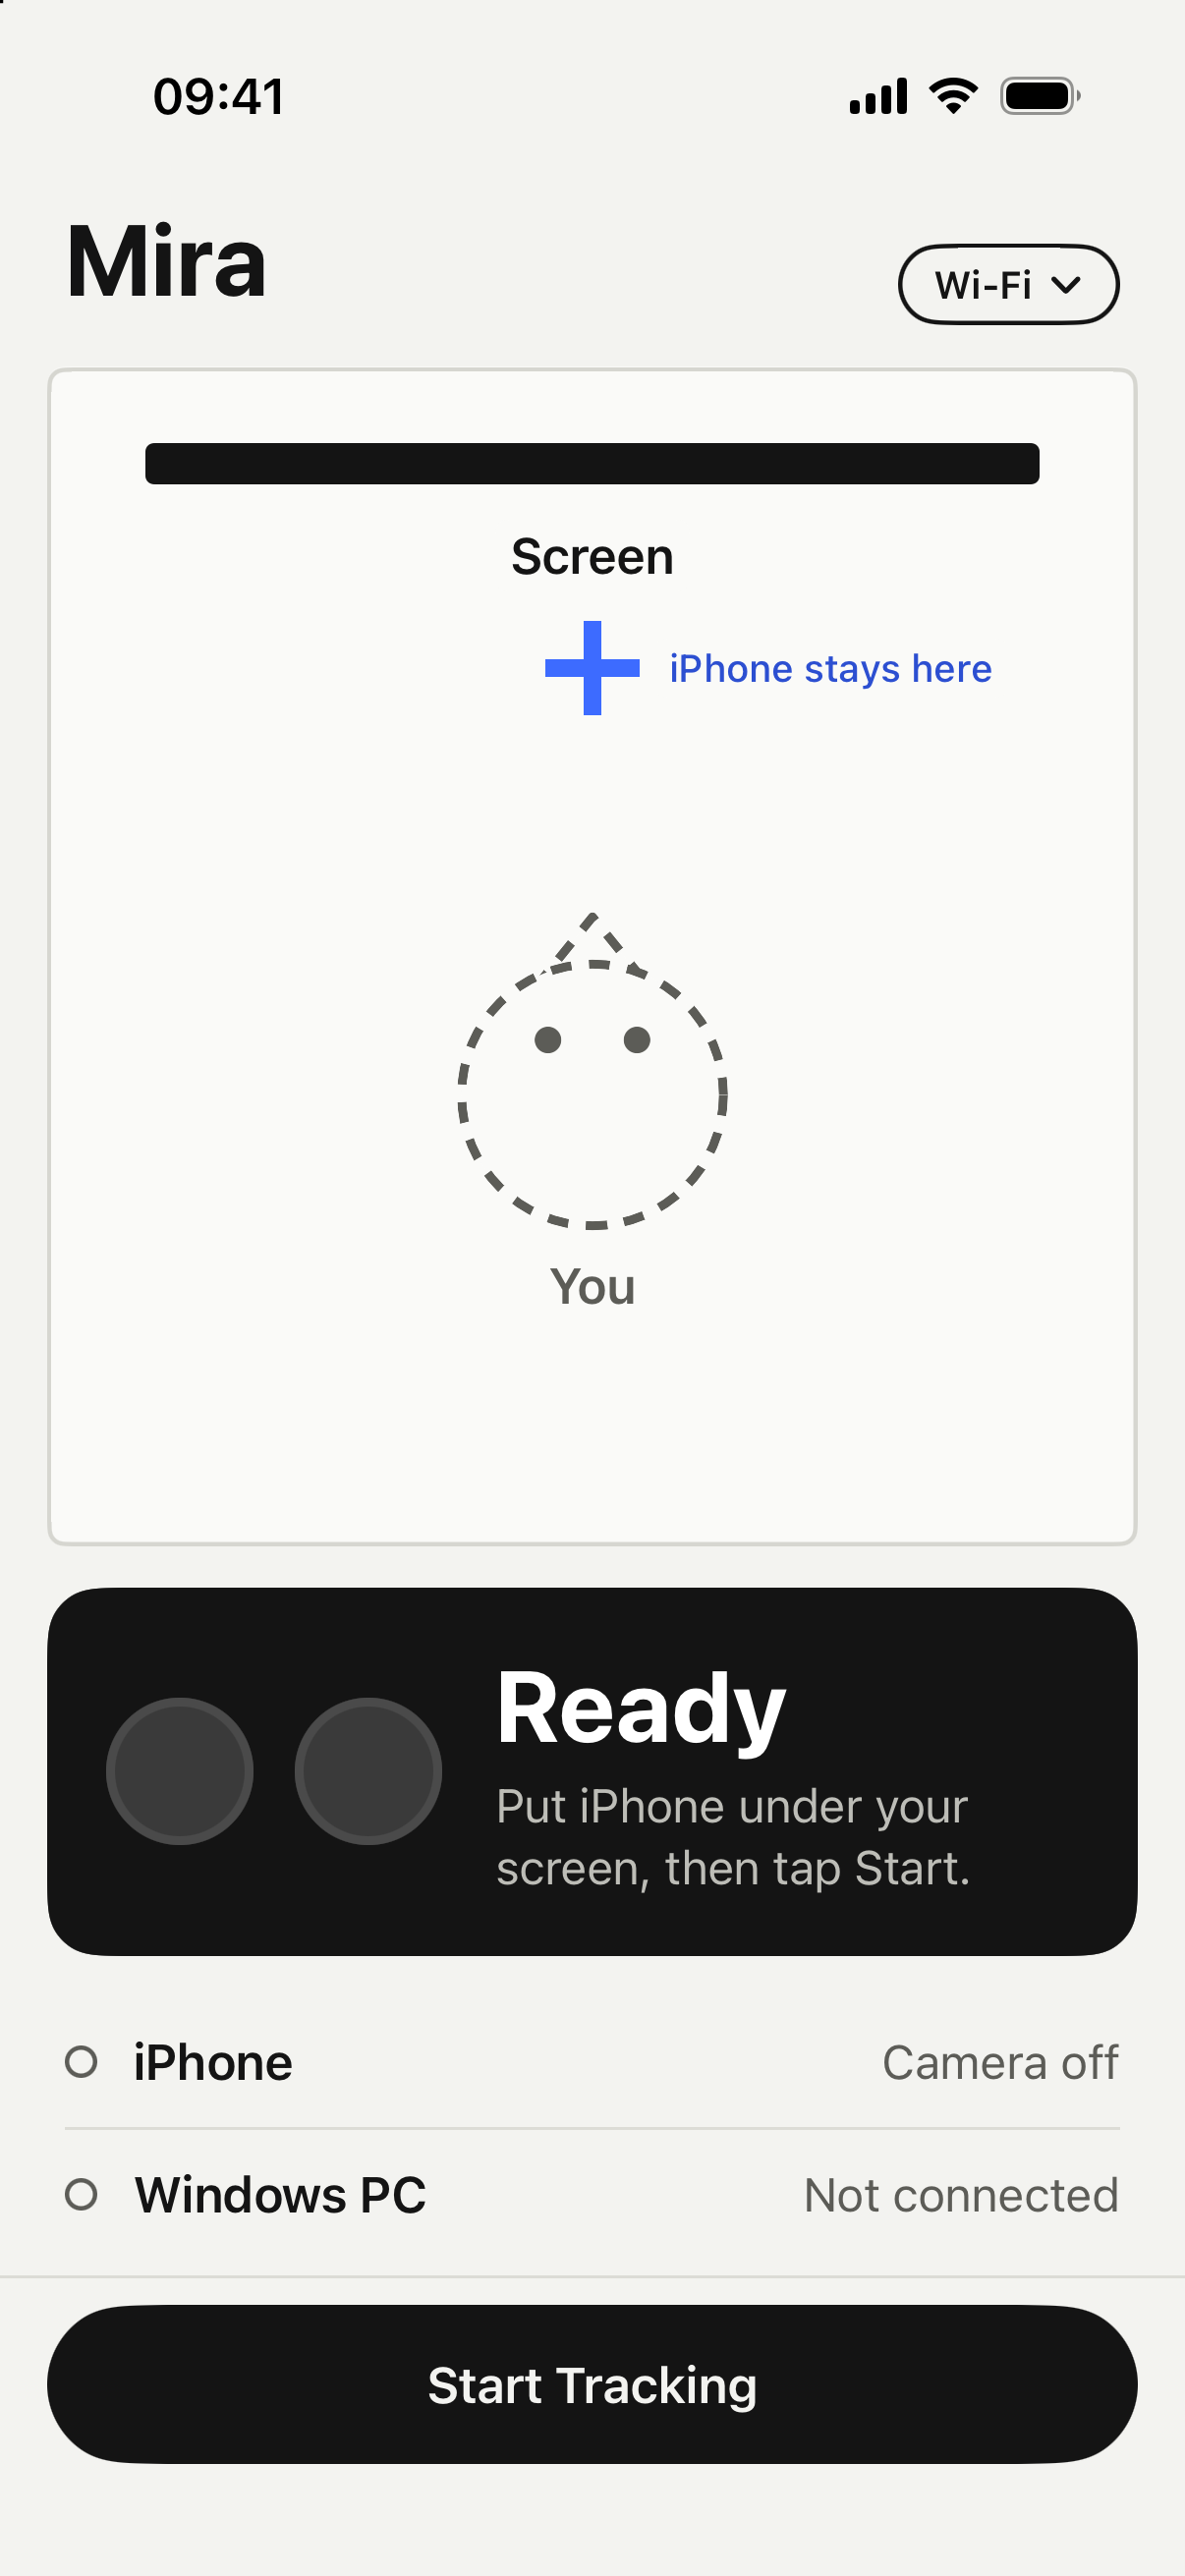 09:41
Mira
Wi-Fi
Screen
iPhone stays here
You
Ready
Put iPhone under your
screen, then tap Start.
iPhone
Camera off
Windows PC
Not connected
Start Tracking